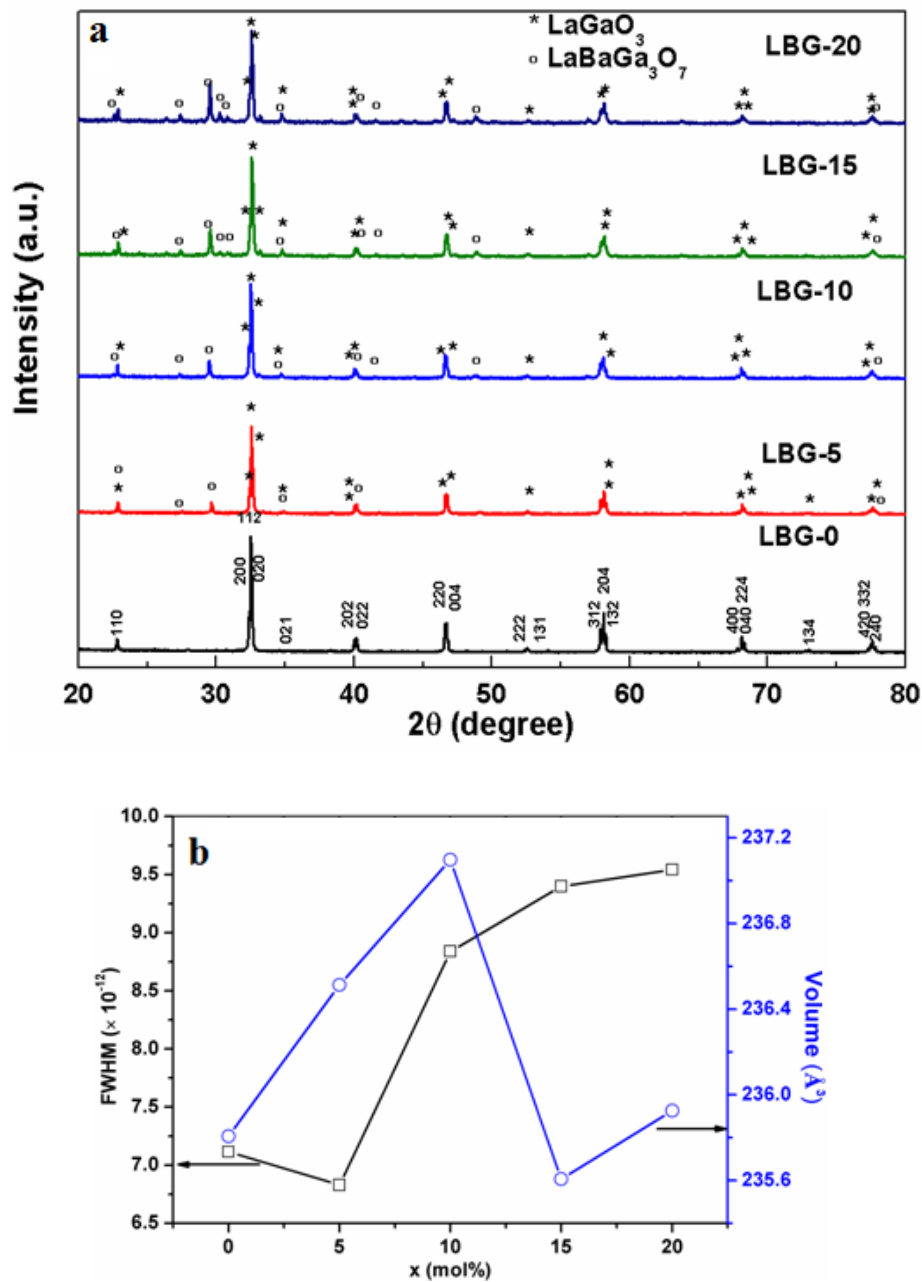 a
* LaGaO3
o LaBaGa3O7
LBG-20
LBG-15
LBG-10
LBG-5
LBG-0
Intensity (a.u.)
110
200
112
020
021
202
022
220
004
222
131
312
204
132
400
040
224
134
420
332
240
20 30 40 50 60 70 80
2θ (degree)
b
10.0
9.5
9.0
8.5
8.0
7.5
7.0
6.5
FWHM (× 10-12)
237.2
236.8
236.4
236.0
235.6
Volume (Å3)
0 5 10 15 20
x (mol%)